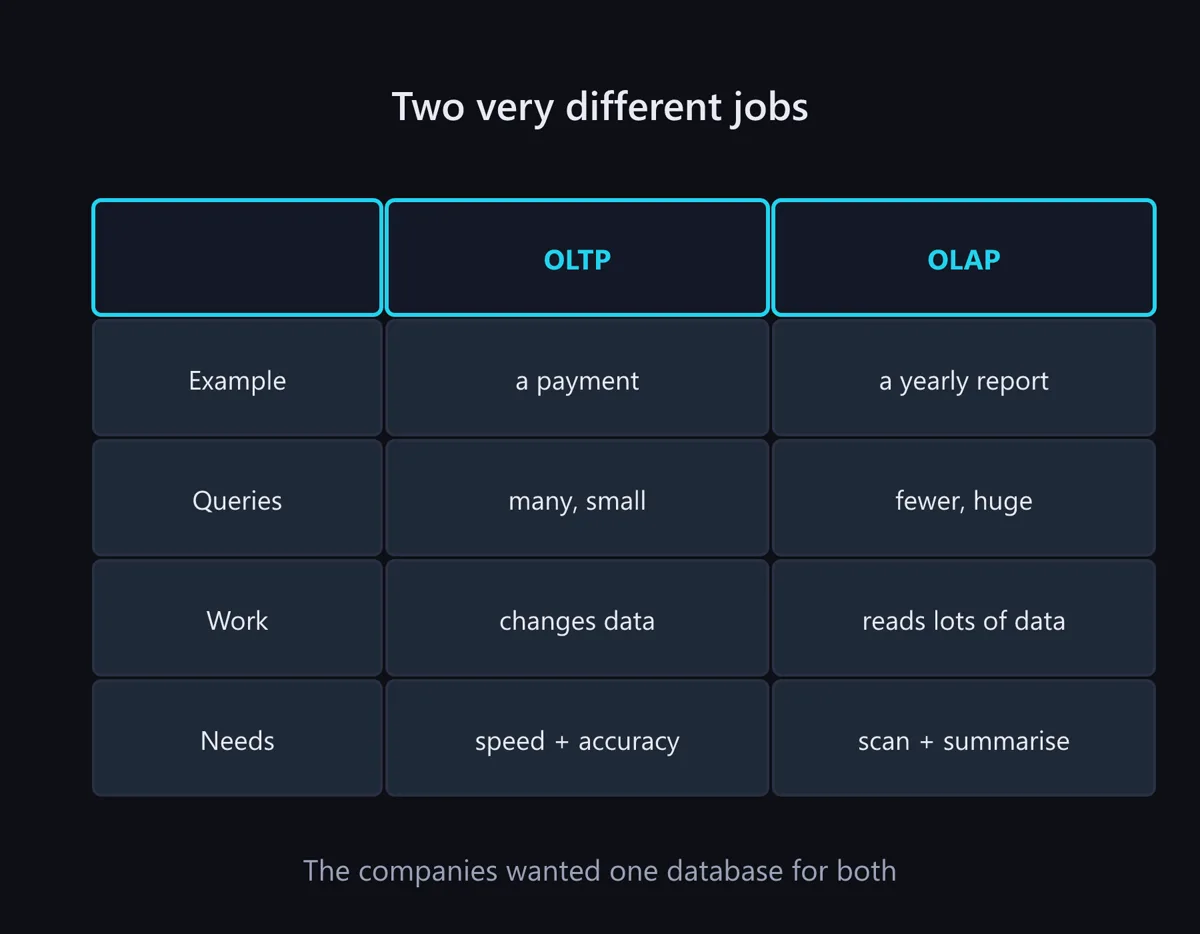 Two very different jobs
OLTP OLAP
Example a payment a yearly report
Queries many, small fewer, huge
Work changes data reads lots of data
Needs speed + accuracy scan + summarise
The companies wanted one database for both